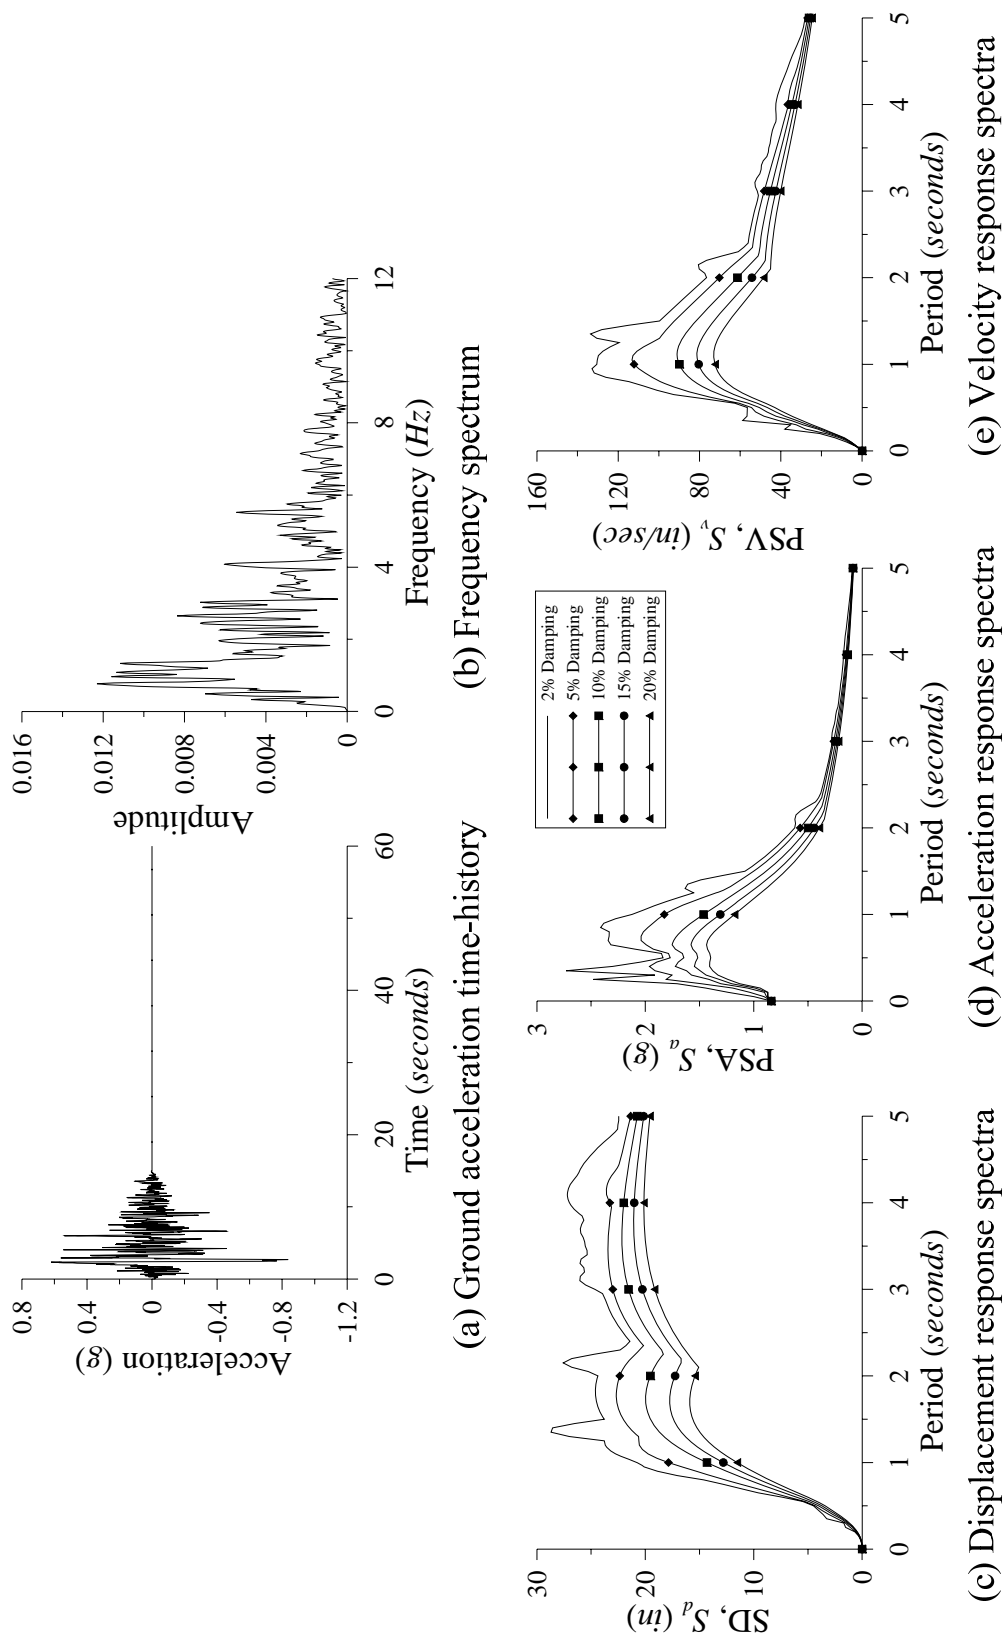 0.8
0.4
0
-0.4
-0.8
-1.2
Acceleration (g)
0
20
40
60
Time (seconds)
(a) Ground acceleration time-history
0.016
0.012
0.008
0.004
0
Amplitude
0
4
8
12
Frequency (Hz)
(b) Frequency spectrum
30
20
10
0
SD, Sd (in)
0
1
2
3
4
5
Period (seconds)
(c) Displacement response spectra
3
2
1
0
PSA, Sa (g)
2% Damping
5% Damping
10% Damping
15% Damping
20% Damping
0
1
2
3
4
5
Period (seconds)
(d) Acceleration response spectra
160
120
80
40
0
PSV, Sv (in/sec)
0
1
2
3
4
5
Period (seconds)
(e) Velocity response spectra